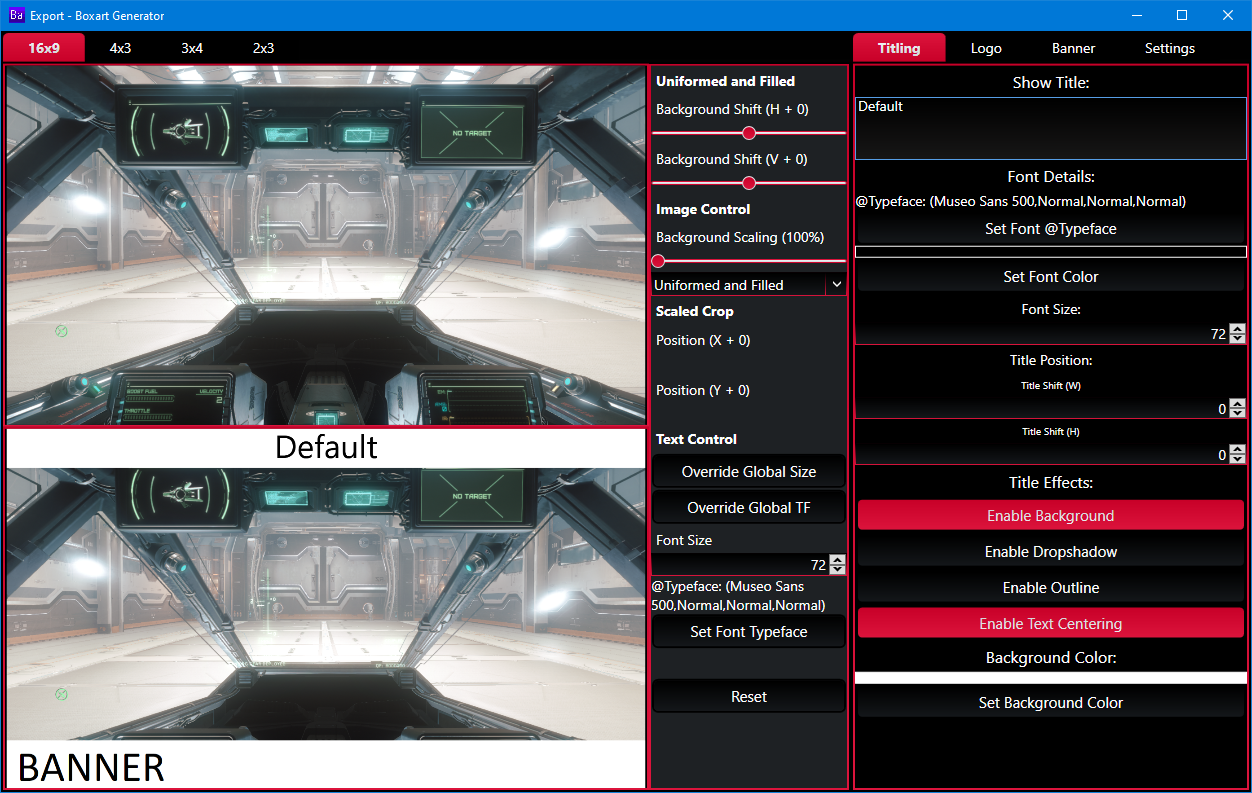 Ba Export - Boxart Generator
16x9 4x3 3x4 2x3
Titling Logo Banner Settings
NO TARGET
BOOST FUEL VELOCITY
2
THROTTLE
Default
NO TARGET
BANNER
Uniformed and Filled
Background Shift (H + 0)
Background Shift (V + 0)
Image Control
Background Scaling (100%)
Uniformed and Filled
Scaled Crop
Position (X + 0)
Position (Y + 0)
Text Control
Override Global Size
Override Global TF
Font Size
72
@Typeface: (Museo Sans
500,Normal,Normal,Normal)
Set Font Typeface
Reset
Show Title:
Default
Font Details:
@Typeface: (Museo Sans 500,Normal,Normal,Normal)
Set Font @Typeface
Set Font Color
Font Size:
72
Title Position:
Title Shift (W)
0
Title Shift (H)
0
Title Effects:
Enable Background
Enable Dropshadow
Enable Outline
Enable Text Centering
Background Color:
Set Background Color